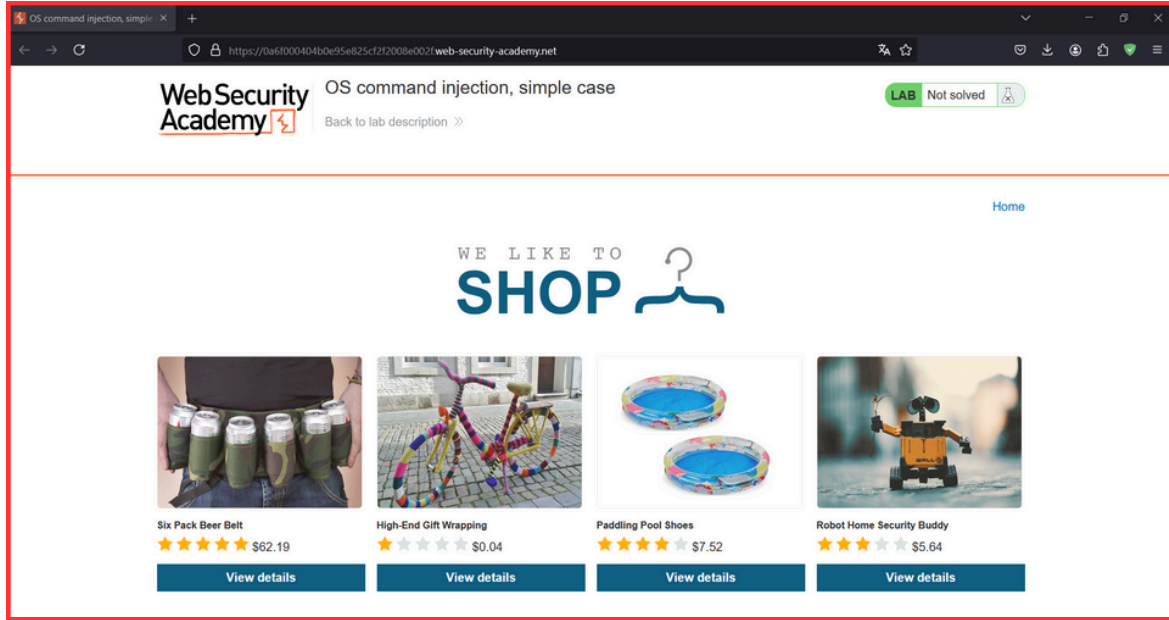 OS command injection, simple
https://0a6f000404b0e95e825cf2f2008e002f.web-security-academy.net
WebSecurity
Academy
OS command injection, simple case
Back to lab description
LAB Not solved
Home
WE LIKE TO
SHOP
Six Pack Beer Belt
$62.19
View details
High-End Gift Wrapping
$0.04
View details
Paddling Pool Shoes
$7.52
View details
Robot Home Security Buddy
$5.64
View details